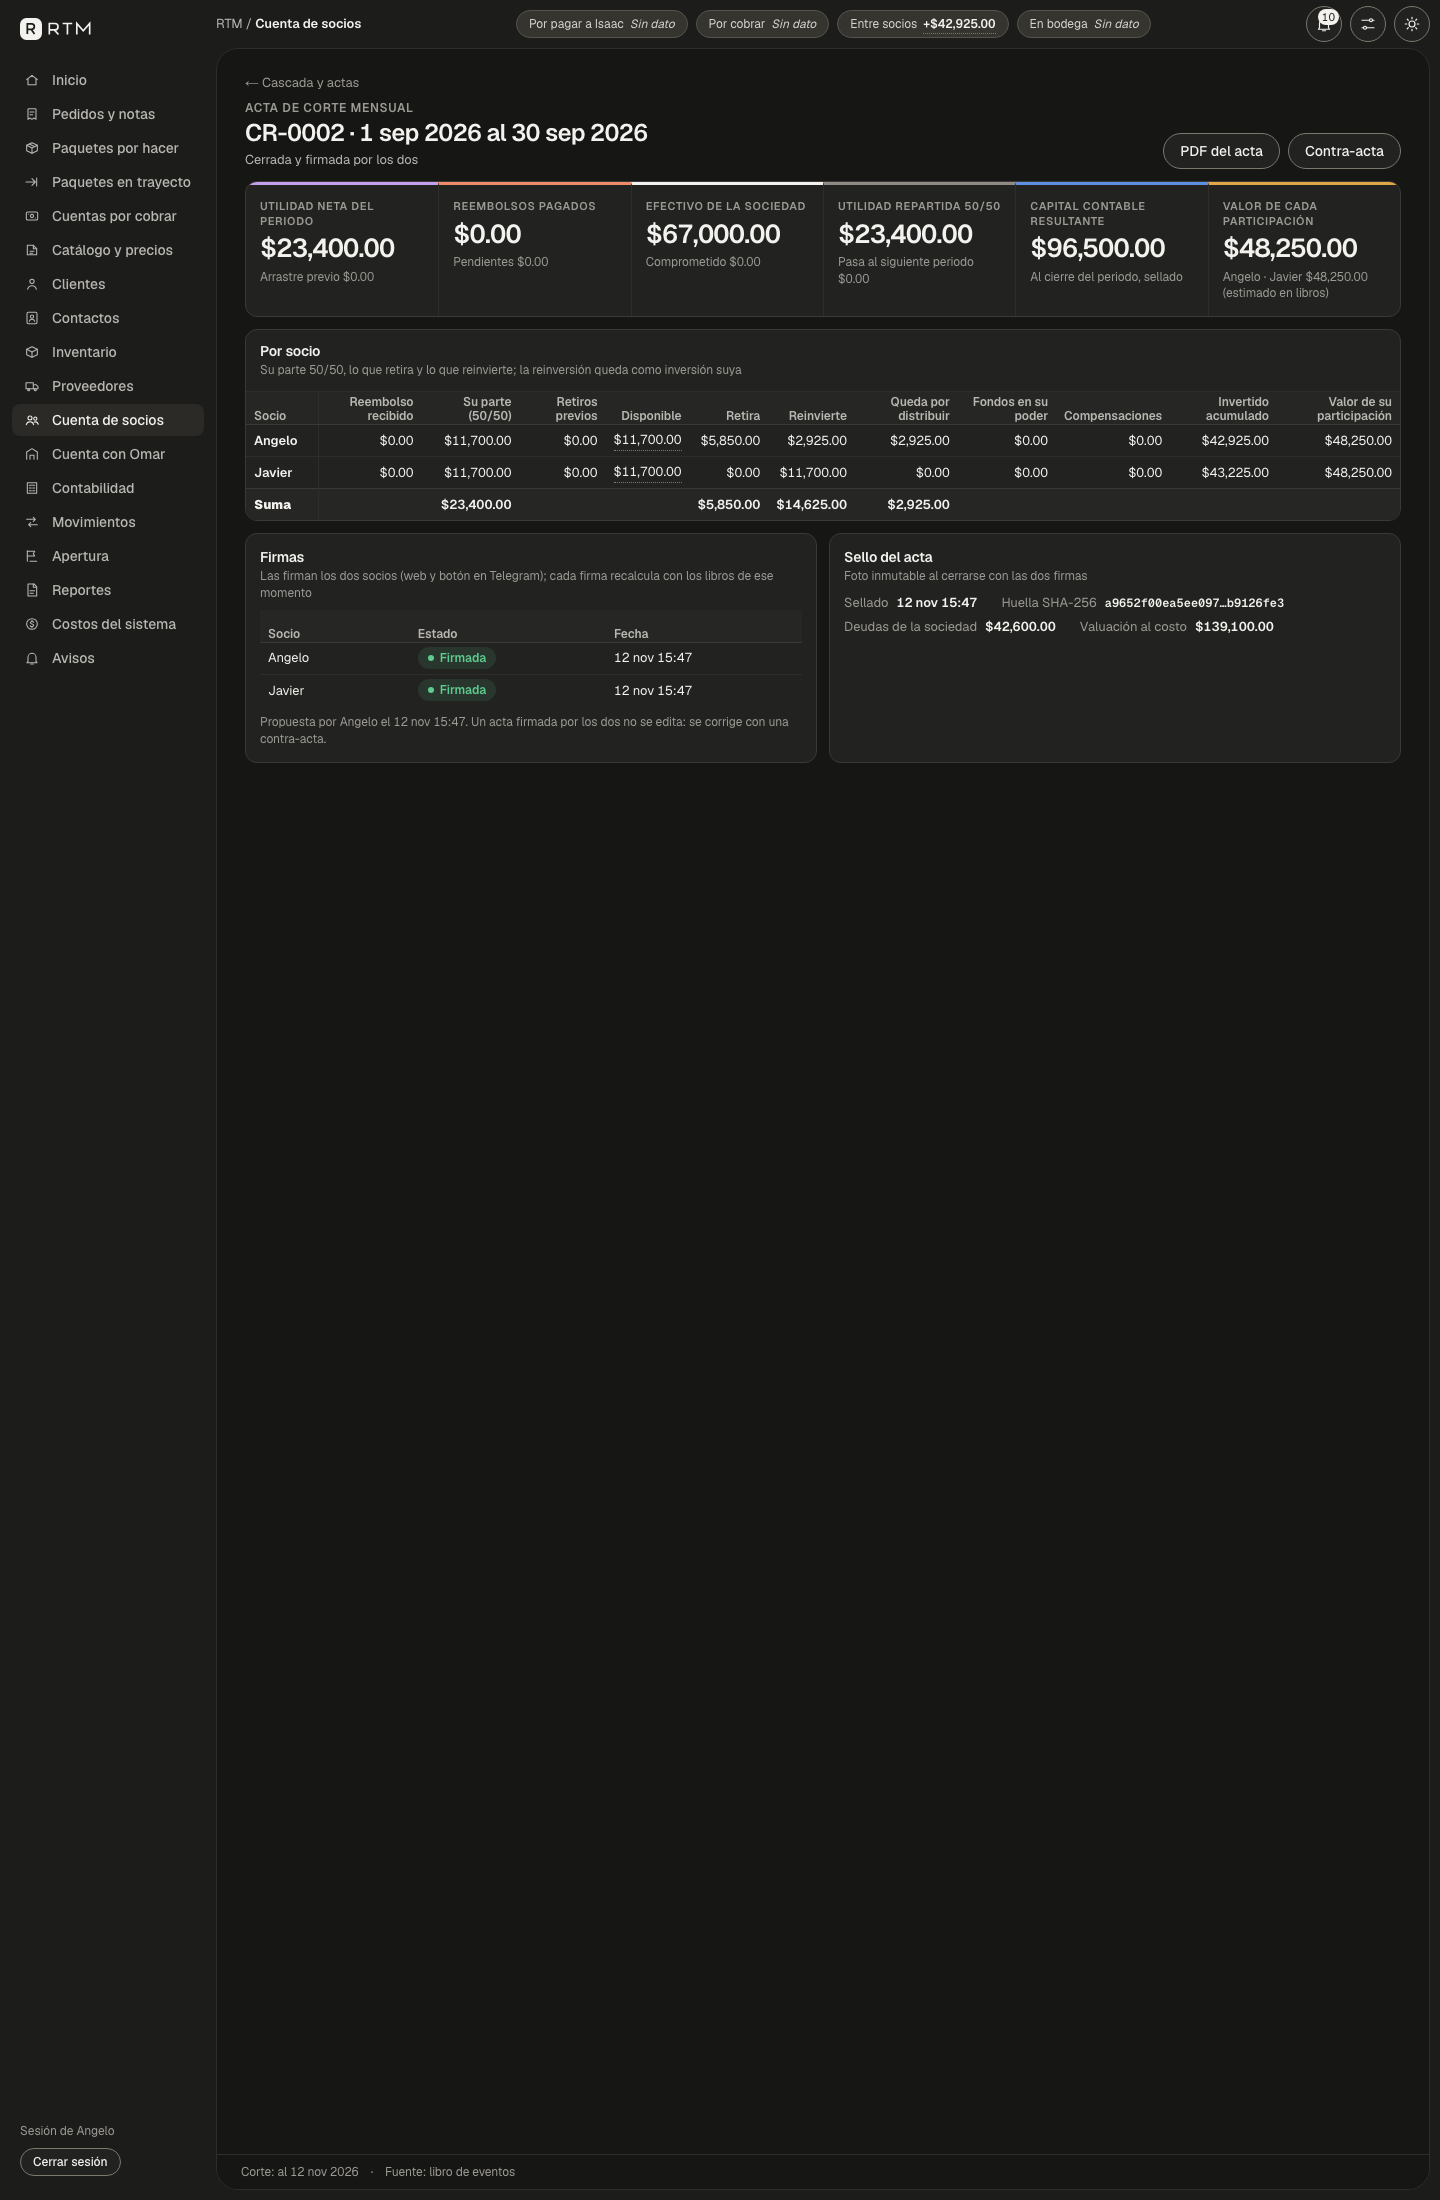 R RTM
RTM / Cuenta de socios
Por pagar a Isaac Sin dato
Por cobrar Sin dato
Entre socios +$42,925.00
En bodega Sin dato
10
Inicio
Pedidos y notas
Paquetes por hacer
Paquetes en trayecto
Cuentas por cobrar
Catálogo y precios
Clientes
Contactos
Inventario
Proveedores
Cuenta de socios
Cuenta con Omar
Contabilidad
Movimientos
Apertura
Reportes
Costos del sistema
Avisos
Sesión de Angelo
Cerrar sesión
← Cascada y actas
ACTA DE CORTE MENSUAL
CR-0002 · 1 sep 2026 al 30 sep 2026
Cerrada y firmada por los dos
PDF del acta
Contra-acta
UTILIDAD NETA DEL
PERIODO
$23,400.00
Arrastre previo $0.00
REEMBOLSOS PAGADOS
$0.00
Pendientes $0.00
EFECTIVO DE LA SOCIEDAD
$67,000.00
Comprometido $0.00
UTILIDAD REPARTIDA 50/50
$23,400.00
Pasa al siguiente periodo
$0.00
CAPITAL CONTABLE
RESULTANTE
$96,500.00
Al cierre del periodo, sellado
VALOR DE CADA
PARTICIPACIÓN
$48,250.00
Angelo · Javier $48,250.00
(estimado en libros)
Por socio
Su parte 50/50, lo que retira y lo que reinvierte; la reinversión queda como inversión suya
Reembolso Su parte Retiros Queda por Fondos en su Invertido Valor de su
Socio recibido (50/50) previos Disponible Retira Reinvierte distribuir poder Compensaciones acumulado participación
Angelo $0.00 $11,700.00 $0.00 $11,700.00 $5,850.00 $2,925.00 $2,925.00 $0.00 $0.00 $42,925.00 $48,250.00
Javier $0.00 $11,700.00 $0.00 $11,700.00 $0.00 $11,700.00 $0.00 $0.00 $0.00 $43,225.00 $48,250.00
Suma $23,400.00 $5,850.00 $14,625.00 $2,925.00
Firmas
Las firman los dos socios (web y botón en Telegram); cada firma recalcula con los libros de ese
momento
Socio Estado Fecha
Angelo Firmada 12 nov 15:47
Javier Firmada 12 nov 15:47
Propuesta por Angelo el 12 nov 15:47. Un acta firmada por los dos no se edita: se corrige con una
contra-acta.
Sello del acta
Foto inmutable al cerrarse con las dos firmas
Sellado 12 nov 15:47 Huella SHA-256 a9652f00ea5ee097…b9126fe3
Deudas de la sociedad $42,600.00 Valuación al costo $139,100.00
Corte: al 12 nov 2026 · Fuente: libro de eventos